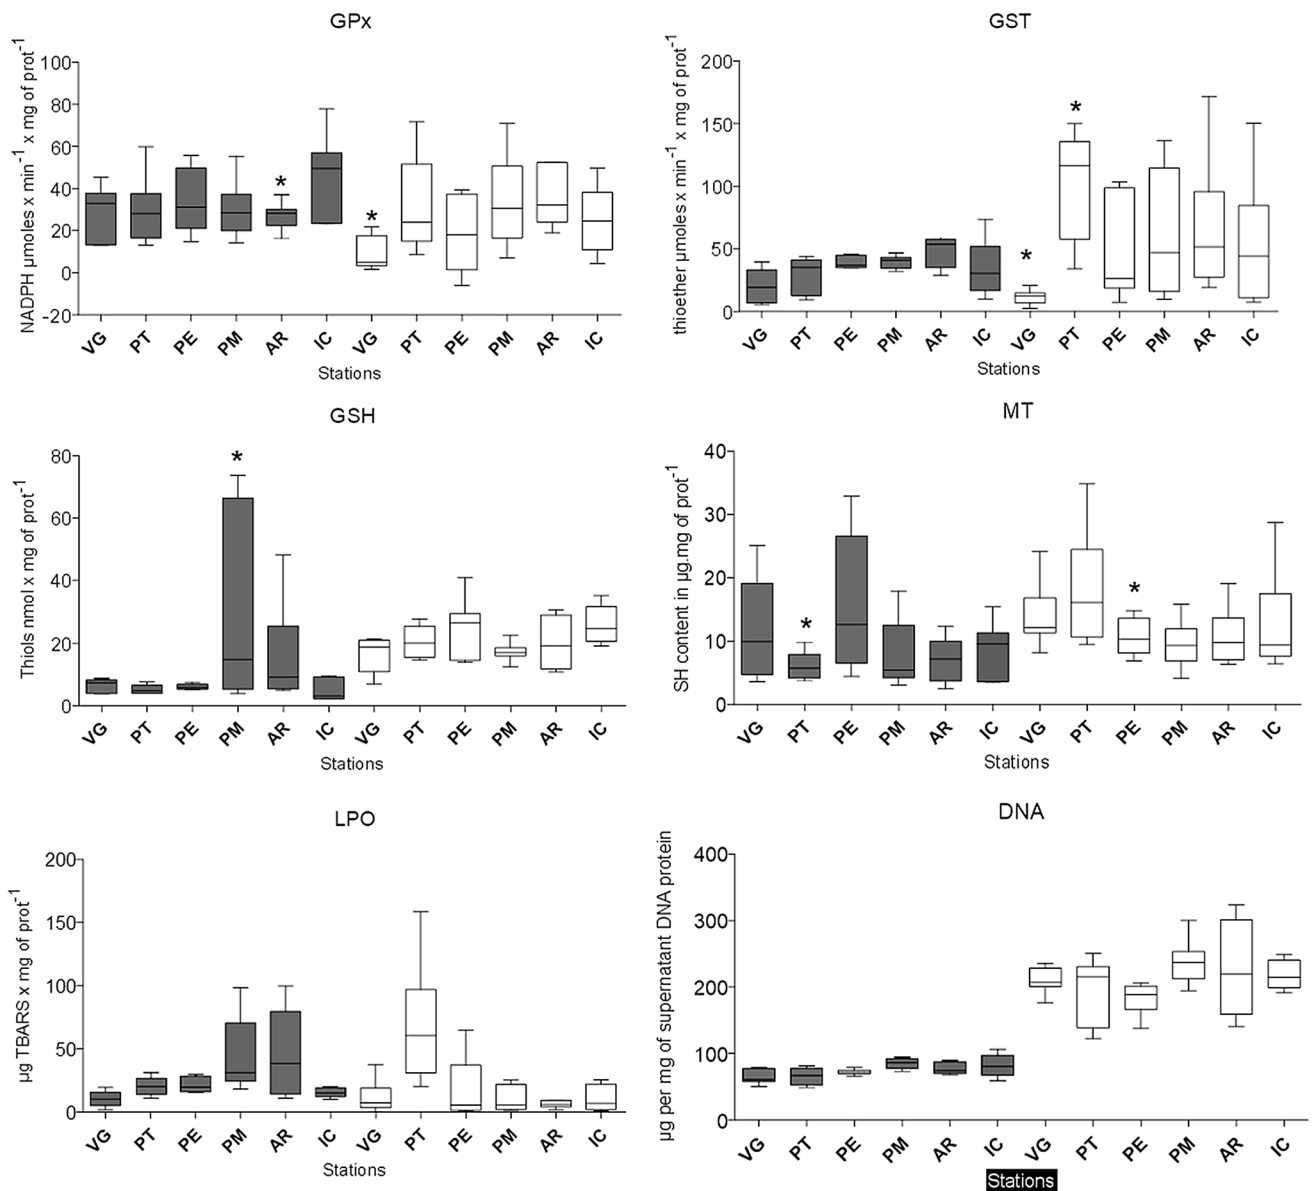 GPx
NADPH µmoles x min⁻¹ x mg of prot⁻¹
100
80
60
40
20
0
-20
*
*
VG PT PE PM AR IC VG PT PE PM AR IC
Stations
GST
thioether µmoles x min⁻¹ x mg of prot⁻¹
200
150
100
50
0
*
*
VG PT PE PM AR IC VG PT PE PM AR IC
Stations
GSH
Thiols nmol x mg of prot⁻¹
80
60
40
20
0
*
VG PT PE PM AR IC VG PT PE PM AR IC
Stations
MT
SH content in µg.mg of prot⁻¹
40
30
20
10
0
*
*
VG PT PE PM AR IC VG PT PE PM AR IC
Stations
LPO
µg TBARS x mg of prot⁻¹
200
150
100
50
0
VG PT PE PM AR IC VG PT PE PM AR IC
Stations
DNA
µg per mg of supernatant DNA protein
400
300
200
100
0
VG PT PE PM AR IC VG PT PE PM AR IC
Stations